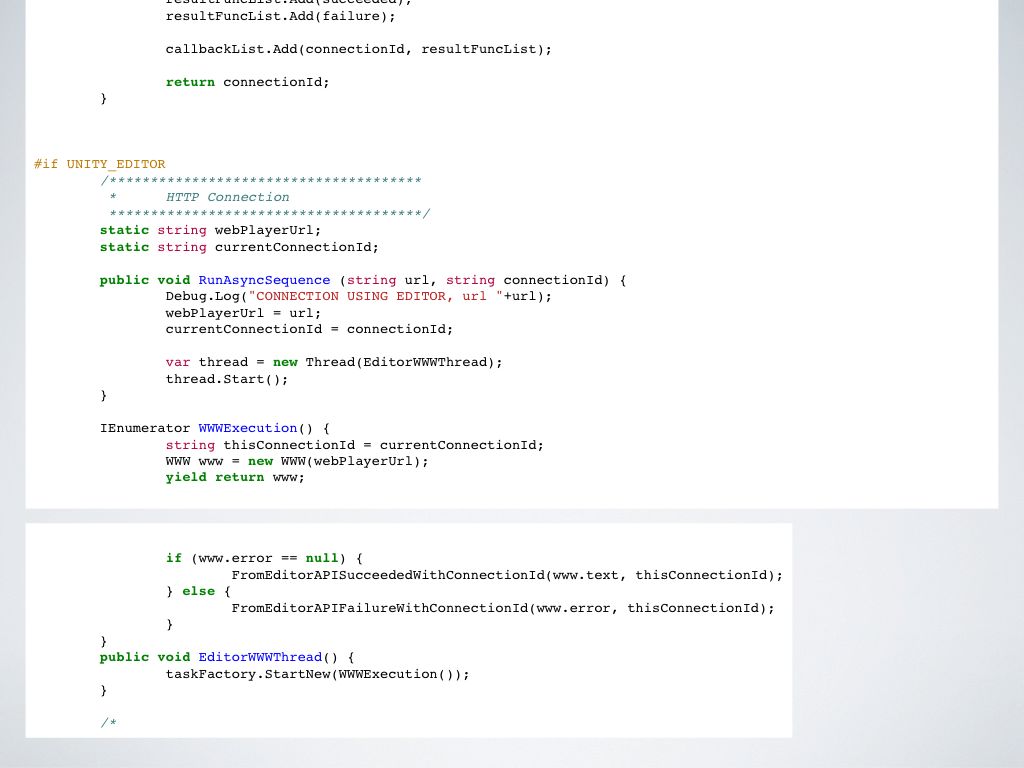 resultFuncList.Add(succeeded);
resultFuncList.Add(failure);
callbackList.Add(connectionId, resultFuncList);
return connectionId;
}
#if UNITY_EDITOR
/**************************************
* HTTP Connection
**************************************/
static string webPlayerUrl;
static string currentConnectionId;
public void RunAsyncSequence (string url, string connectionId) {
Debug.Log("CONNECTION USING EDITOR, url "+url);
webPlayerUrl = url;
currentConnectionId = connectionId;
var thread = new Thread(EditorWWWThread);
thread.Start();
}
IEnumerator WWWExecution() {
string thisConnectionId = currentConnectionId;
WWW www = new WWW(webPlayerUrl);
yield return www;
if (www.error == null) {
FromEditorAPISucceededWithConnectionId(www.text, thisConnectionId);
} else {
FromEditorAPIFailureWithConnectionId(www.error, thisConnectionId);
}
}
public void EditorWWWThread() {
taskFactory.StartNew(WWWExecution());
}
/*